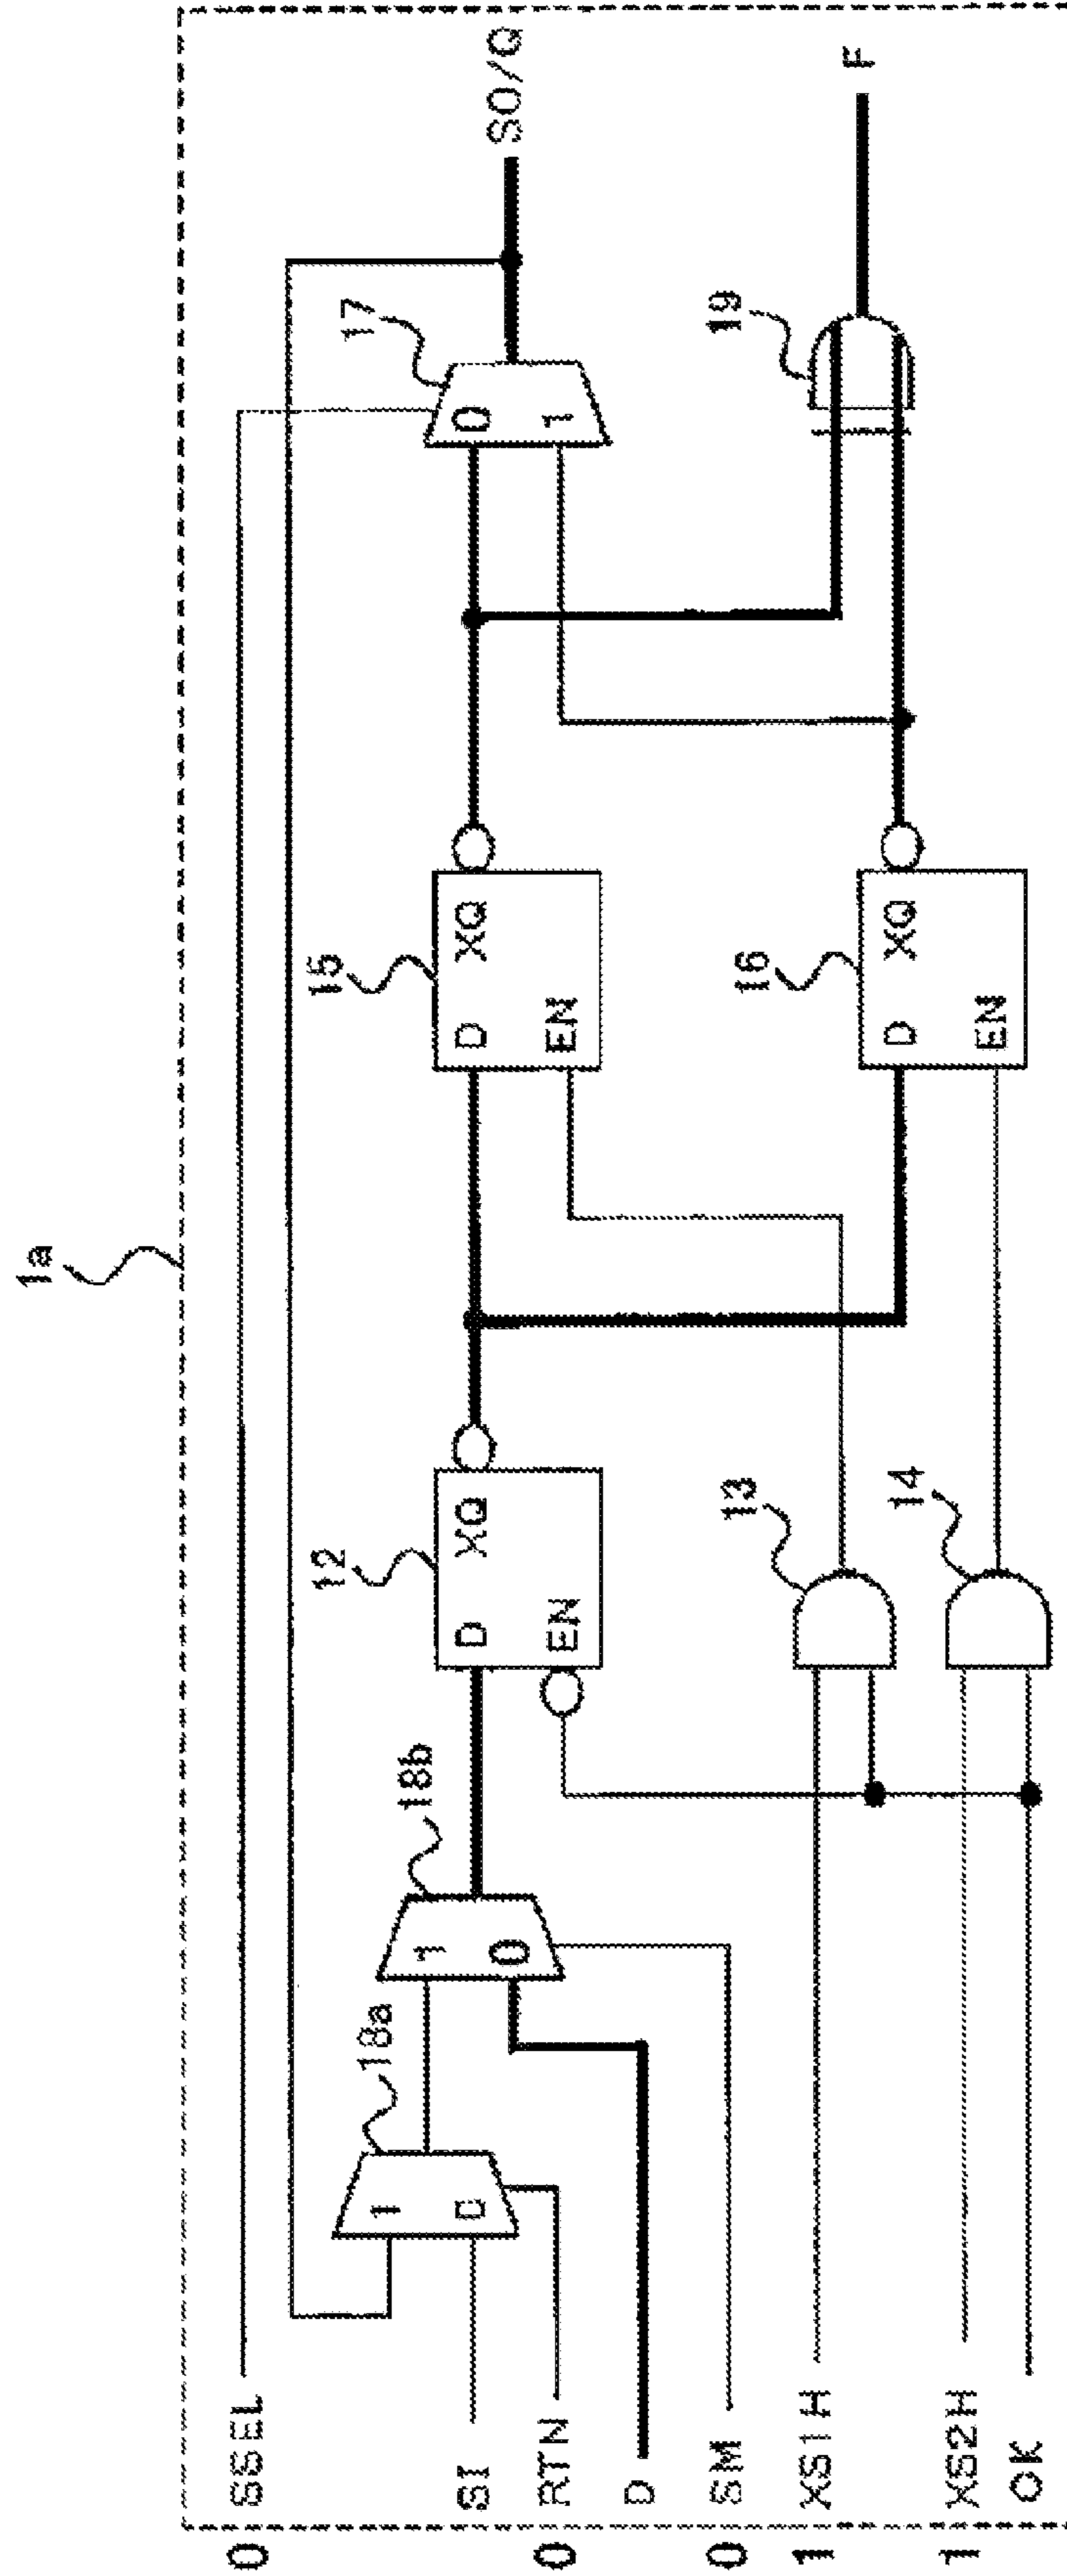 1a
0 SSEL
SI
0 RTN
D
0 SM
1 XS1H
1 XS2H
OK
18a
1
0
18b
1
0
12
D XQ
EN
13
14
15
D XQ
EN
16
D XQ
EN
17
0
1
19
SO/Q
F